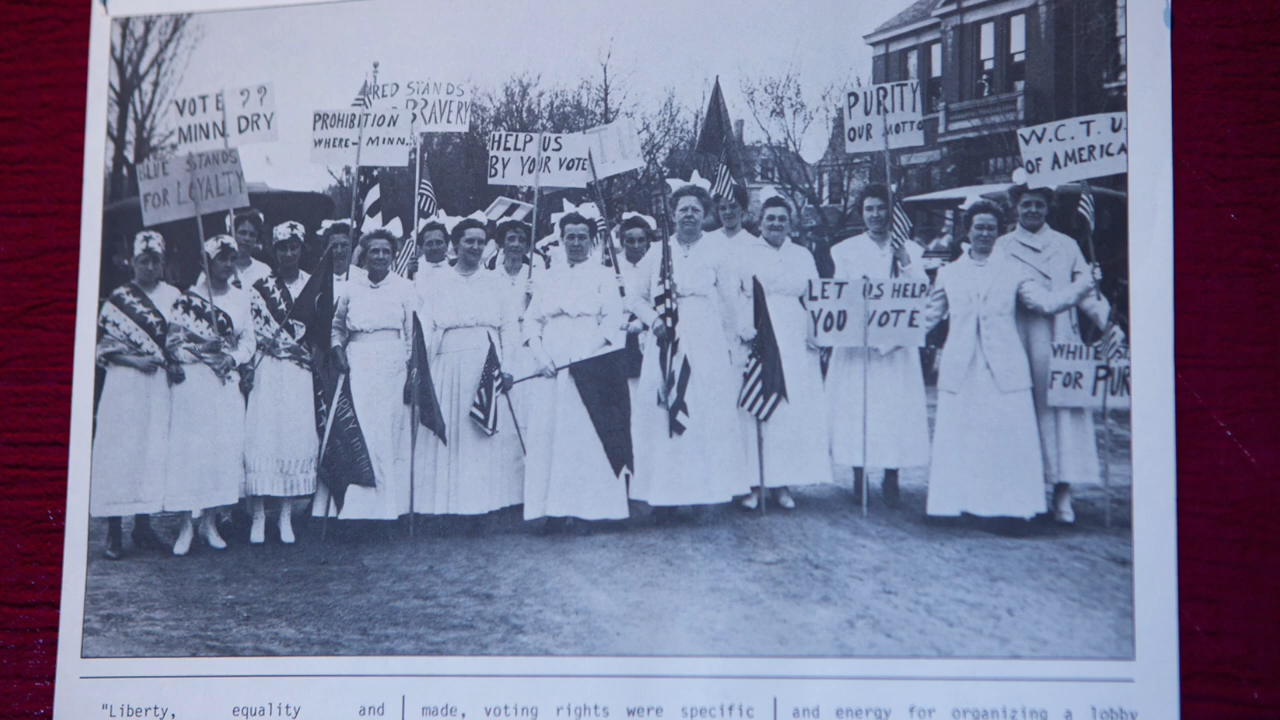 VOTE ??
MINN. DRY
BLUE STANDS
FOR LOYALTY
RED STANDS
BRAVERY
PROHIBITION
WHERE-MINN.
HELP US
BY YOUR VOTE
PURITY
OUR MOTTO
W.C.T.U.
OF AMERICA
LET US HELP
YOU VOTE
WHITE
FOR PUR
PURITY
"Liberty, equality and
made, voting rights were specific
and energy for organizing a lobby